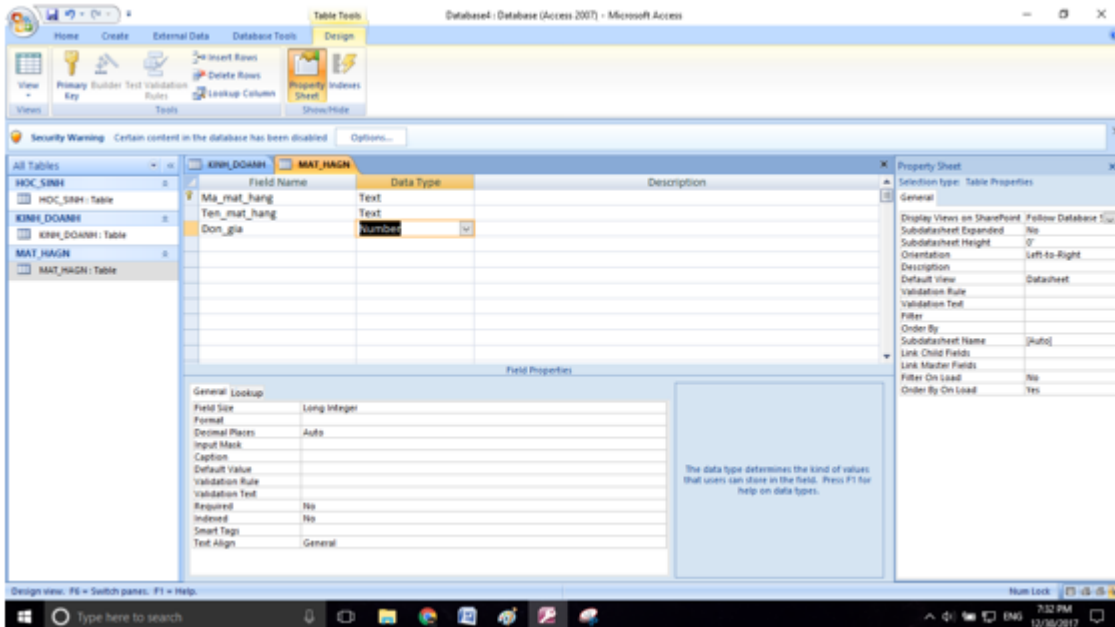 Table Tools
Database4 : Database (Access 2007) - Microsoft Access
Home Create External Data Database Tools Design
View
Primary Key
Builder
Test Validation Rules
Insert Rows
Delete Rows
Lookup Column
Property Sheet
Indexes
Views Tools Show/Hide
Security Warning Certain content in the database has been disabled Options...
All Tables
HOC_SINH
HOC_SINH : Table
KINH_DOANH
KINH_DOANH : Table
MAT_HAGN
MAT_HAGN : Table
KINH_DOANH MAT_HAGN
Field Name Data Type Description
Ma_mat_hang Text
Ten_mat_hang Text
Don_gia Number
Field Properties
General Lookup
Field Size Long Integer
Format
Decimal Places Auto
Input Mask
Caption
Default Value
Validation Rule
Validation Text
Required No
Indexed No
Smart Tags
Text Align General
The data type determines the kind of values
that users can store in the field. Press F1 for
help on data types.
Property Sheet
Selection type: Table Properties
General
Display Views on SharePoint Follow Database S
Subdatasheet Expanded No
Subdatasheet Height 0"
Orientation Left-to-Right
Description
Default View Datasheet
Validation Rule
Validation Text
Filter
Order By
Subdatasheet Name [Auto]
Link Child Fields
Link Master Fields
Filter On Load No
Order By On Load Yes
Design view. F6 = Switch panes. F1 = Help. Num Lock
Type here to search
ENG
7:32 PM
12/30/2017